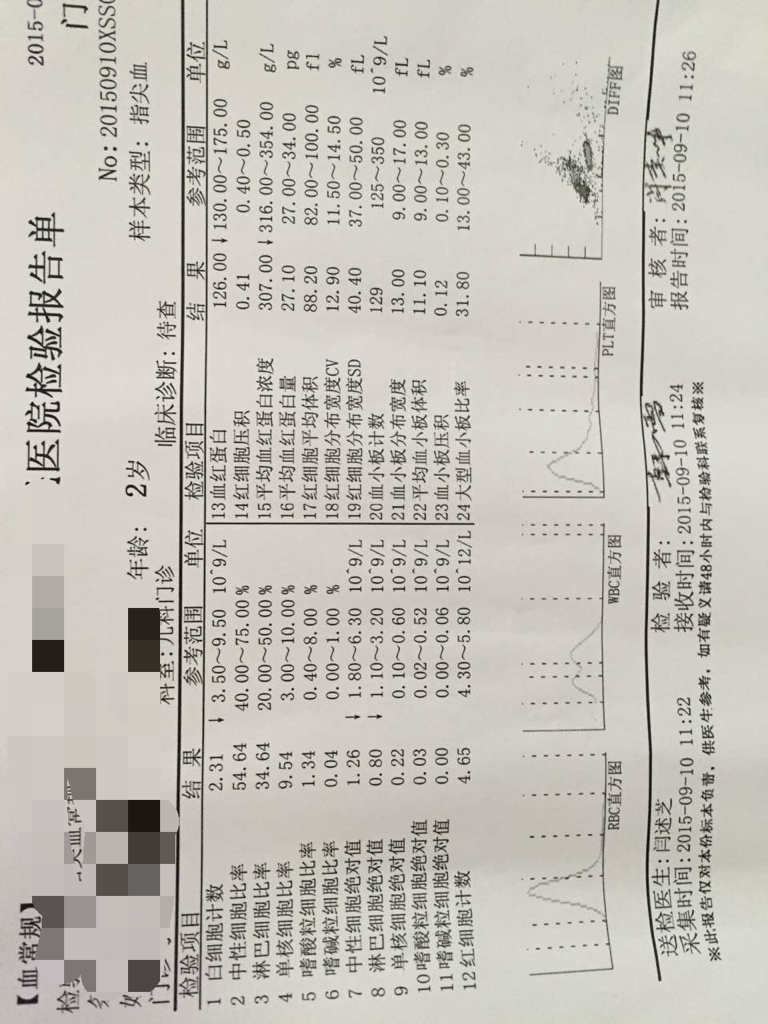 【血常规】
医院检验报告单 2015-0
检验 血常规 门
No: 20150910XSS0
年龄: 2岁 样本类型: 指尖血
科室: 儿科门诊 临床诊断: 待查
检验项目 结 果 参考范围 单位 检验项目 结 果 参考范围 单位
1 白细胞计数 2.31 ↓ 3.50~9.50 10^9/L 13血红蛋白 126.00 ↓ 130.00~175.00 g/L
2 中性细胞比率 54.64 40.00~75.00 % 14红细胞压积 0.41 0.40~0.50
3 淋巴细胞比率 34.64 20.00~50.00 % 15平均血红蛋白浓度 307.00 ↓ 316.00~354.00 g/L
4 单核细胞比率 9.54 3.00~10.00 % 16平均血红蛋白量 27.10 27.00~34.00 pg
5 嗜酸粒细胞比率 1.34 0.40~8.00 % 17红细胞平均体积 88.20 82.00~100.00 fl
6 嗜碱粒细胞比率 0.04 0.00~1.00 % 18红细胞分布宽度CV 12.90 11.50~14.50 %
7 中性细胞绝对值 1.26 ↓ 1.80~6.30 10^9/L 19红细胞分布宽度SD 40.40 37.00~50.00 fL
8 淋巴细胞绝对值 0.80 ↓ 1.10~3.20 10^9/L 20血小板计数 129 125~350 10^9/L
9 单核细胞绝对值 0.22 0.10~0.60 10^9/L 21血小板分布宽度 13.00 9.00~17.00 fL
10嗜酸粒细胞绝对值 0.03 0.02~0.52 10^9/L 22平均血小板体积 11.10 9.00~13.00 fL
11嗜碱粒细胞绝对值 0.00 0.00~0.06 10^9/L 23血小板压积 0.12 0.10~0.30 %
12红细胞计数 4.65 4.30~5.80 10^12/L 24大型血小板比率 31.80 13.00~43.00 %
RBC直方图 WBC直方图 PLT直方图 DIFF图
送检医生: 闫述芝 检 验 者: 审 核 者:
采集时间: 2015-09-10 11:22 接收时间: 2015-09-10 11:24 报告时间: 2015-09-10 11:26
※此报告仅对本份标本负责，供医生参考，如有疑义请48小时内与检验科联系复核※